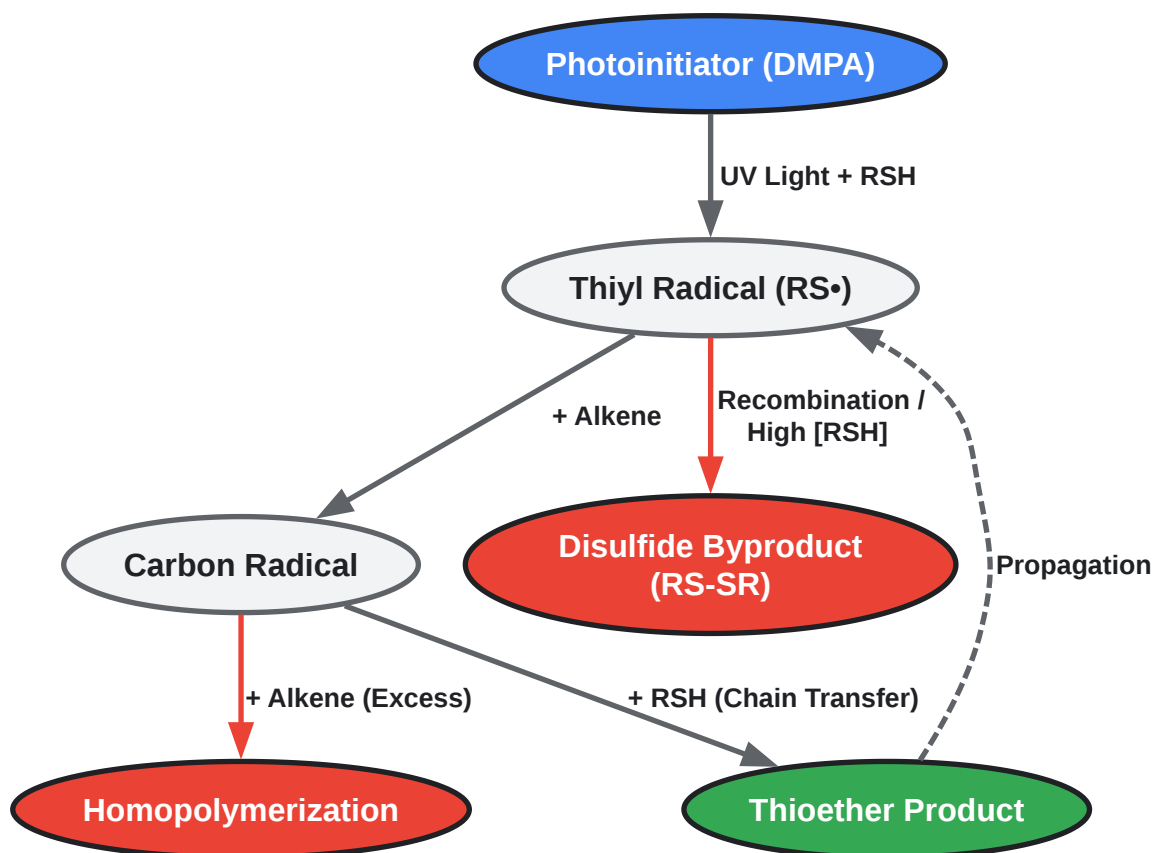 Photoinitiator (DMPA)
UV Light + RSH
Thiyl Radical (RS•)
+ Alkene
Recombination /
High [RSH]
Carbon Radical
Disulfide Byproduct
(RS-SR)
Propagation
+ Alkene (Excess)
+ RSH (Chain Transfer)
Homopolymerization
Thioether Product